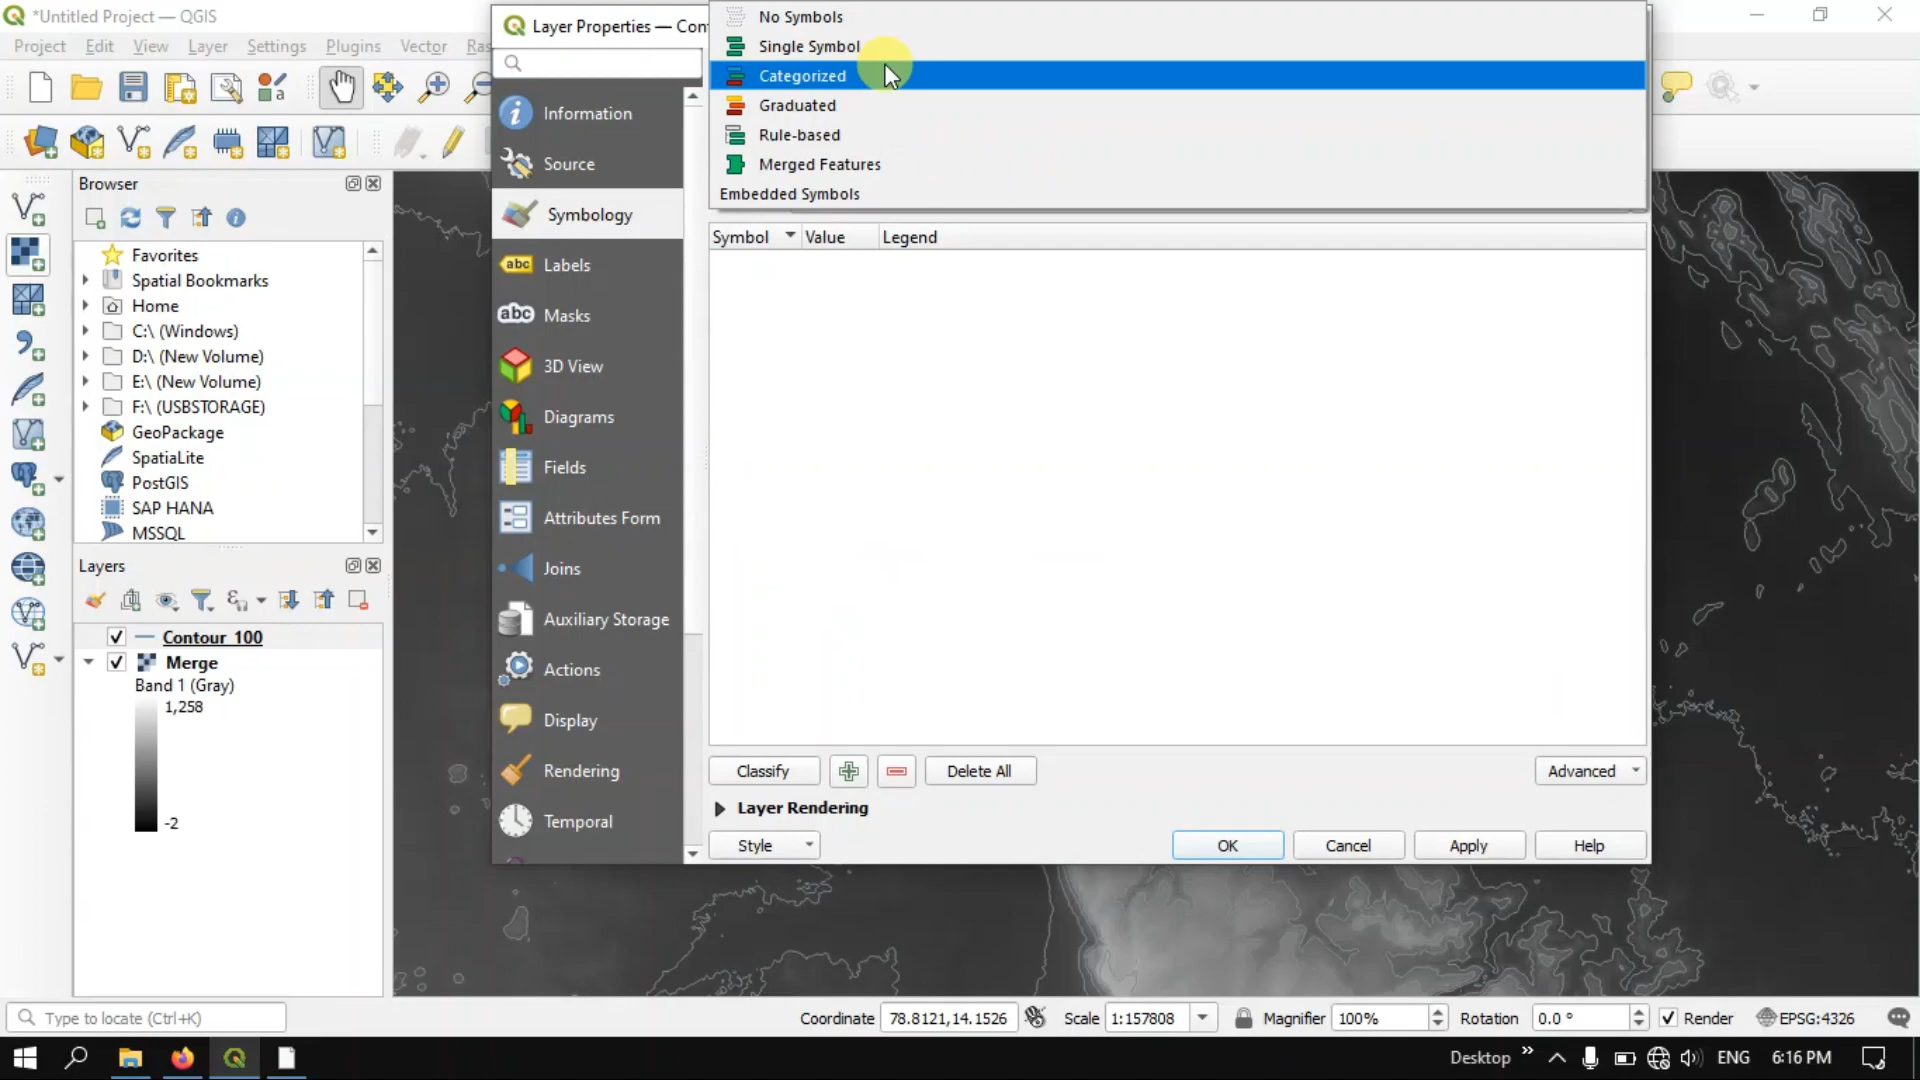 *Untitled Project — QGIS
Project Edit View Layer Settings Plugins Vector Ras
Layer Properties — Con
No Symbols
Single Symbol
Categorized
Graduated
Rule-based
Merged Features
Embedded Symbols
Symbol Value Legend
Information
Source
Symbology
abc Labels
abc Masks
3D View
Diagrams
Fields
Attributes Form
Joins
Auxiliary Storage
Actions
Display
Rendering
Temporal
Browser
Favorites
Spatial Bookmarks
Home
C:\ (Windows)
D:\ (New Volume)
E:\ (New Volume)
F:\ (USBSTORAGE)
GeoPackage
SpatiaLite
PostGIS
SAP HANA
MSSQL
Layers
Contour_100
Merge
Band 1 (Gray)
1,258
-2
Classify Delete All Advanced
Layer Rendering
Style OK Cancel Apply Help
Type to locate (Ctrl+K) Coordinate 78.8121,14.1526 Scale 1:157808 Magnifier 100% Rotation 0.0 ° Render EPSG:4326
Desktop ENG 6:16 PM